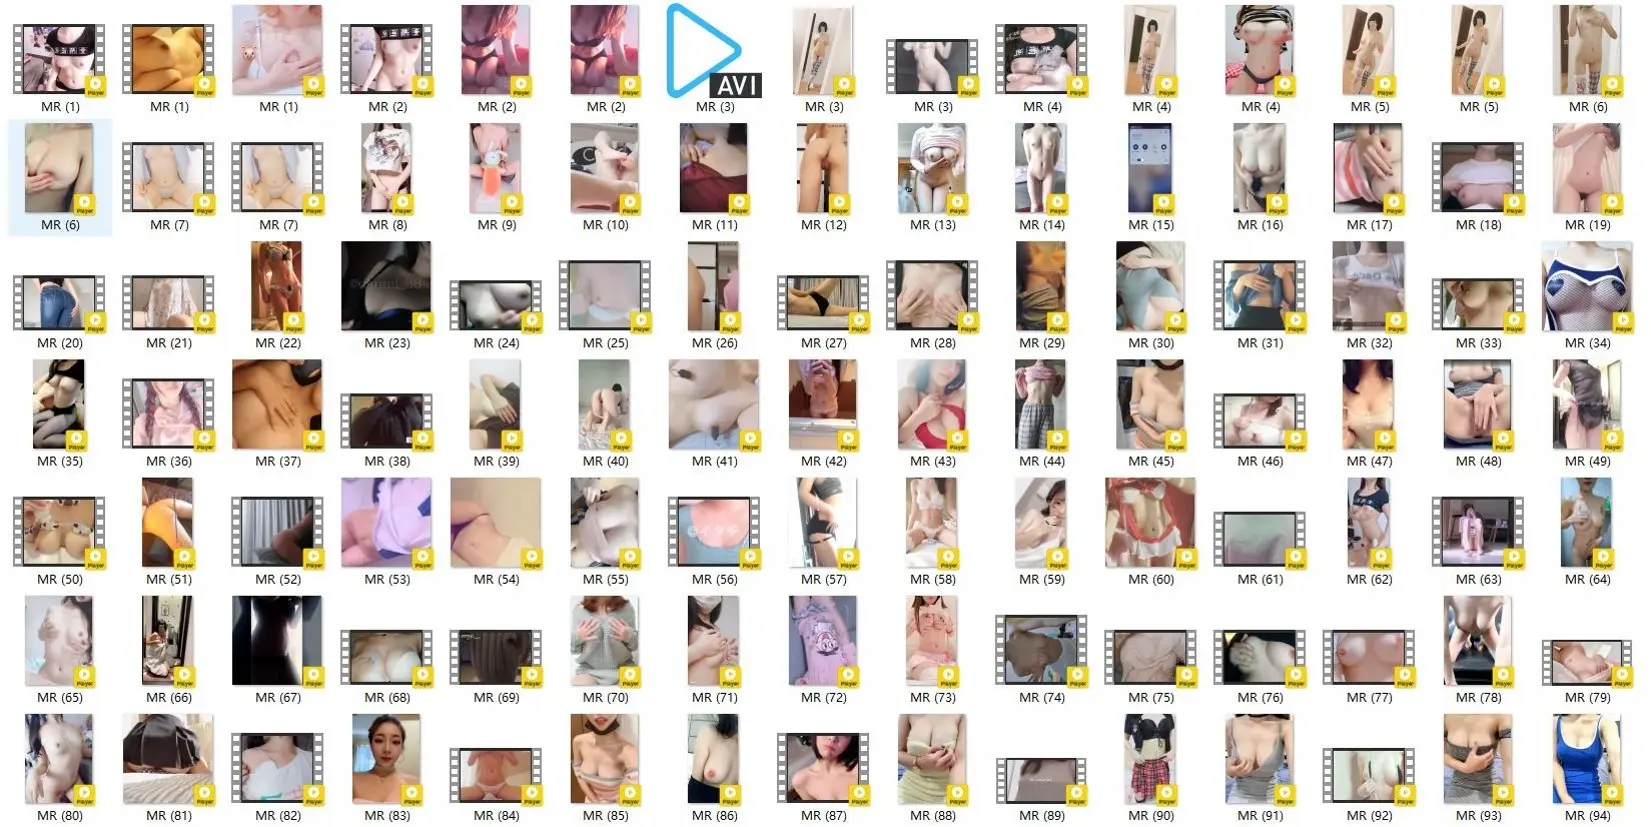 AVI
MR (1) MR (1) MR (1) MR (2) MR (2) MR (2) MR (3) MR (3) MR (3) MR (4) MR (4) MR (4) MR (5) MR (5) MR (6)
MR (6) MR (7) MR (7) MR (8) MR (9) MR (10) MR (11) MR (12) MR (13) MR (14) MR (15) MR (16) MR (17) MR (18) MR (19)
MR (20) MR (21) MR (22) MR (23) MR (24) MR (25) MR (26) MR (27) MR (28) MR (29) MR (30) MR (31) MR (32) MR (33) MR (34)
MR (35) MR (36) MR (37) MR (38) MR (39) MR (40) MR (41) MR (42) MR (43) MR (44) MR (45) MR (46) MR (47) MR (48) MR (49)
MR (50) MR (51) MR (52) MR (53) MR (54) MR (55) MR (56) MR (57) MR (58) MR (59) MR (60) MR (61) MR (62) MR (63) MR (64)
MR (65) MR (66) MR (67) MR (68) MR (69) MR (70) MR (71) MR (72) MR (73) MR (74) MR (75) MR (76) MR (77) MR (78) MR (79)
MR (80) MR (81) MR (82) MR (83) MR (84) MR (85) MR (86) MR (87) MR (88) MR (89) MR (90) MR (91) MR (92) MR (93) MR (94)